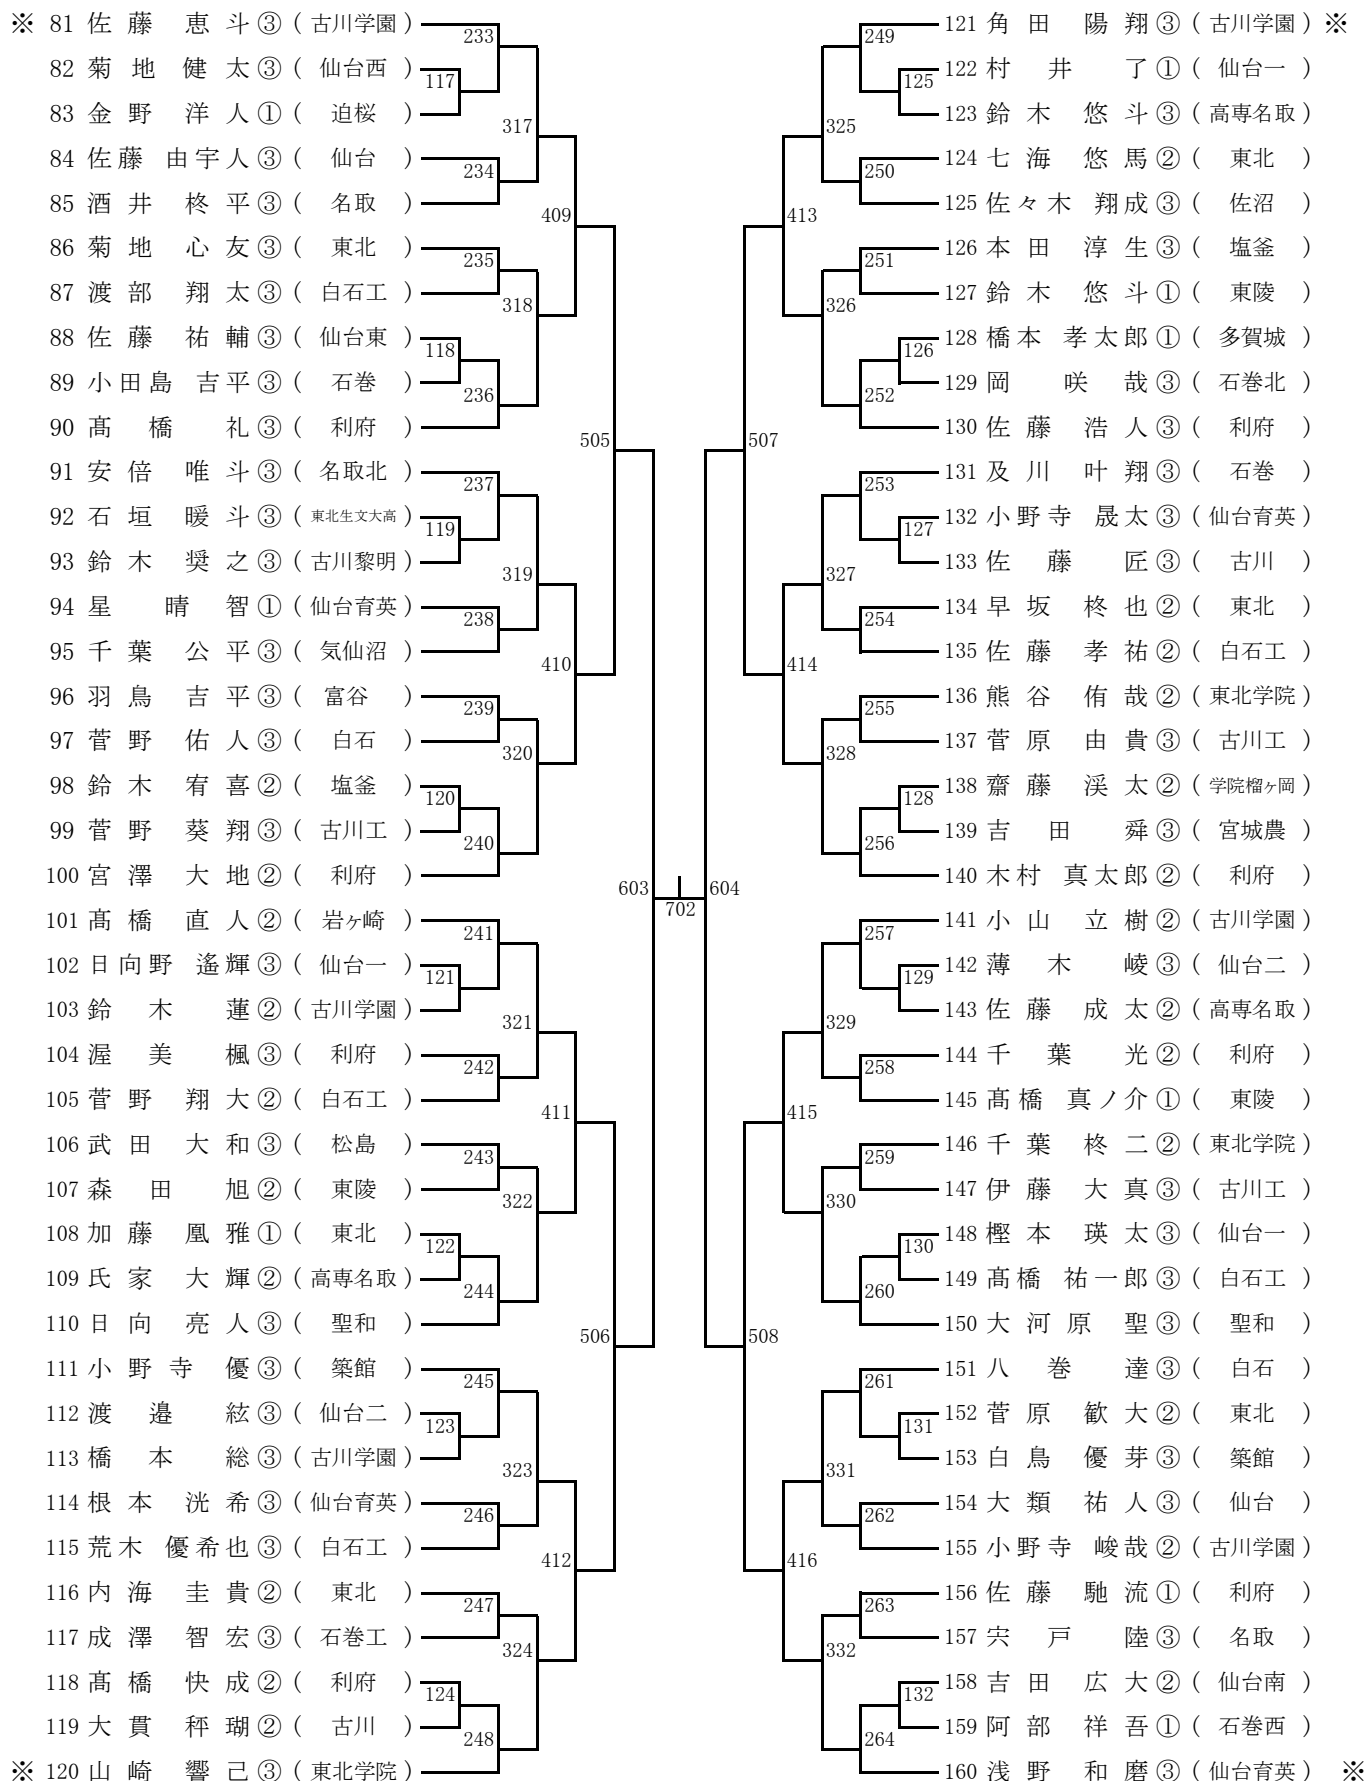 ※ 81 佐藤 恵斗③(古川学園)
82 菊地 健太③(仙台西)
83 金野 洋人①(迫桜)
84 佐藤 由宇人③(仙台)
85 酒井 柊平③(名取)
86 菊地 心友③(東北)
87 渡部 翔太③(白石工)
88 佐藤 祐輔③(仙台東)
89 小田島 吉平③(石巻)
90 髙橋 礼③(利府)
91 安倍 唯斗③(名取北)
92 石垣 暖斗③(東北生文大高)
93 鈴木 奨之③(古川黎明)
94 星 晴智①(仙台育英)
95 千葉 公平③(気仙沼)
96 羽鳥 吉平③(富谷)
97 菅野 佑人③(白石)
98 鈴木 宥喜②(塩釜)
99 菅野 葵翔③(古川工)
100 宮澤 大地②(利府)
101 髙橋 直人②(岩ヶ崎)
102 日向野 遙輝③(仙台一)
103 鈴木 蓮②(古川学園)
104 渥美 楓③(利府)
105 菅野 翔大②(白石工)
106 武田 大和③(松島)
107 森田 旭②(東陵)
108 加藤 凰雅①(東北)
109 氏家 大輝②(高専名取)
110 日向 亮人③(聖和)
111 小野寺 優③(築館)
112 渡邉 絃③(仙台二)
113 橋本 総③(古川学園)
114 根本 洸希③(仙台育英)
115 荒木 優希也③(白石工)
116 内海 圭貴②(東北)
117 成澤 智宏③(石巻工)
118 髙橋 快成②(利府)
119 大貫 秤瑚②(古川)
※ 120 山崎 響己③(東北学院)
117
118
119
120
121
122
123
124
233
234
235
236
237
238
239
240
241
242
243
244
245
246
247
248
317
318
319
320
321
322
323
324
409
410
411
412
505
506
603
702
604
507
508
413
414
415
416
325
326
327
328
329
330
331
332
249
250
251
252
253
254
255
256
257
258
259
260
261
262
263
264
125
126
127
128
129
130
131
132
121 角田 陽翔③(古川学園)※
122 村井 了①(仙台一)
123 鈴木 悠斗③(高専名取)
124 七海 悠馬②(東北)
125 佐々木 翔成③(佐沼)
126 本田 淳生③(塩釜)
127 鈴木 悠斗①(東陵)
128 橋本 孝太郎①(多賀城)
129 岡 咲哉③(石巻北)
130 佐藤 浩人③(利府)
131 及川 叶翔③(石巻)
132 小野寺 晟太③(仙台育英)
133 佐藤 匠③(古川)
134 早坂 柊也②(東北)
135 佐藤 孝祐②(白石工)
136 熊谷 侑哉②(東北学院)
137 菅原 由貴③(古川工)
138 齋藤 渓太②(学院榴ヶ岡)
139 吉田 舜③(宮城農)
140 木村 真太郎②(利府)
141 小山 立樹②(古川学園)
142 薄木 崚③(仙台二)
143 佐藤 成太②(高専名取)
144 千葉 光②(利府)
145 髙橋 真ノ介①(東陵)
146 千葉 柊二②(東北学院)
147 伊藤 大真③(古川工)
148 樫本 瑛太③(仙台一)
149 髙橋 祐一郎③(白石工)
150 大河原 聖③(聖和)
151 八巻 達③(白石)
152 菅原 歓大②(東北)
153 白鳥 優芽③(築館)
154 大類 祐人③(仙台)
155 小野寺 峻哉②(古川学園)
156 佐藤 馳流①(利府)
157 宍戸 陸③(名取)
158 吉田 広大②(仙台南)
159 阿部 祥吾①(石巻西)
160 浅野 和磨③(仙台育英) ※